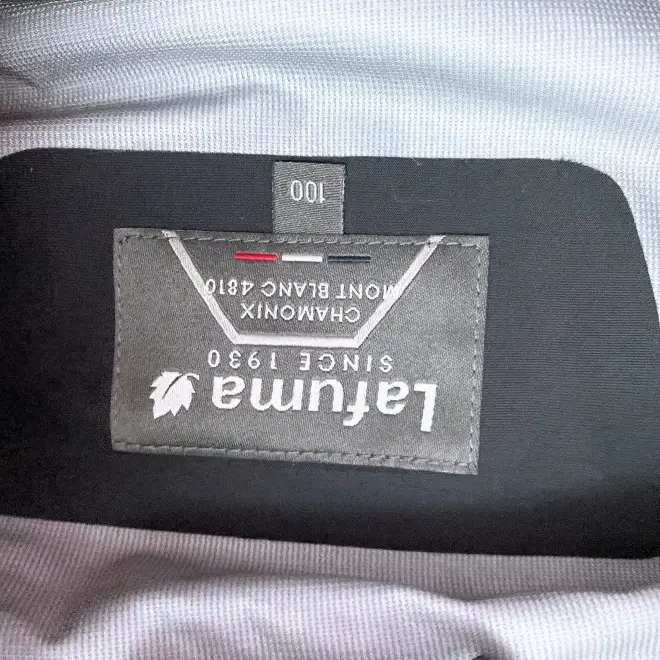 Lafuma
SINCE 1930
CHAMONIX
MONT BLANC 4810
100